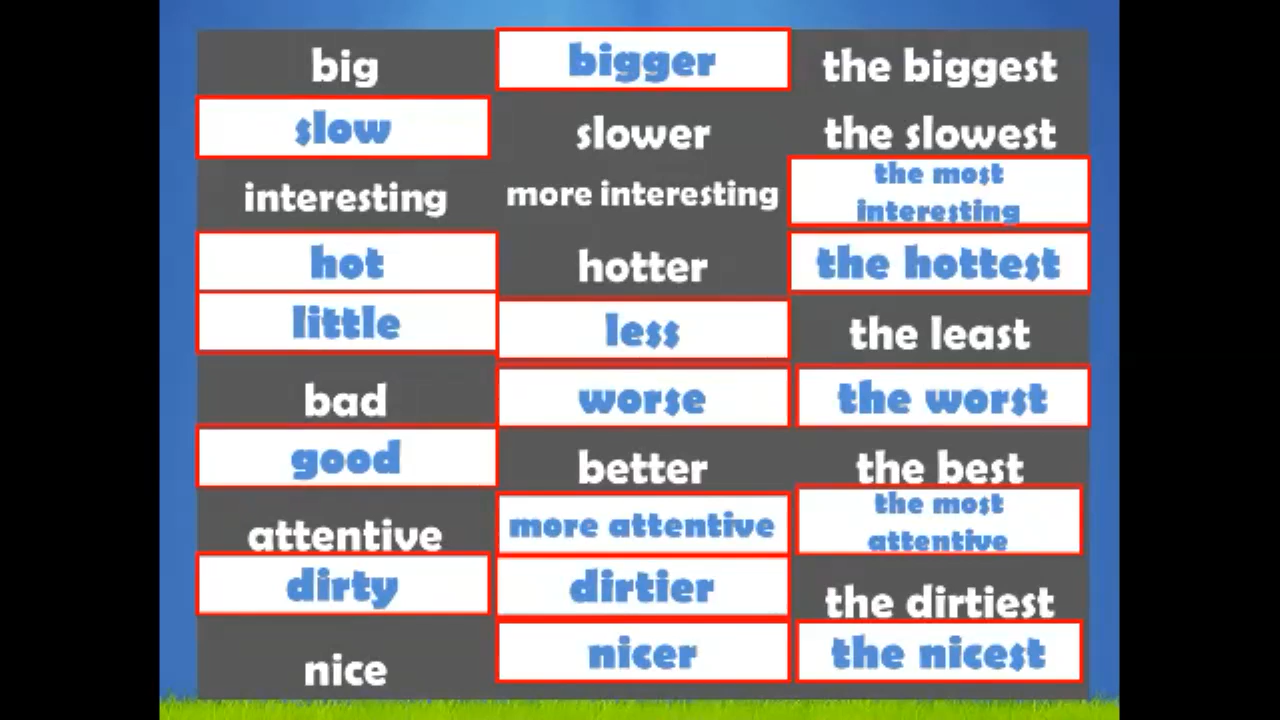 big bigger the biggest
slow slower the slowest
interesting more interesting the most
interesting
hot hotter the hottest
little less the least
bad worse the worst
good better the best
attentive more attentive the most
attentive
dirty dirtier the dirtiest
nice nicer the nicest